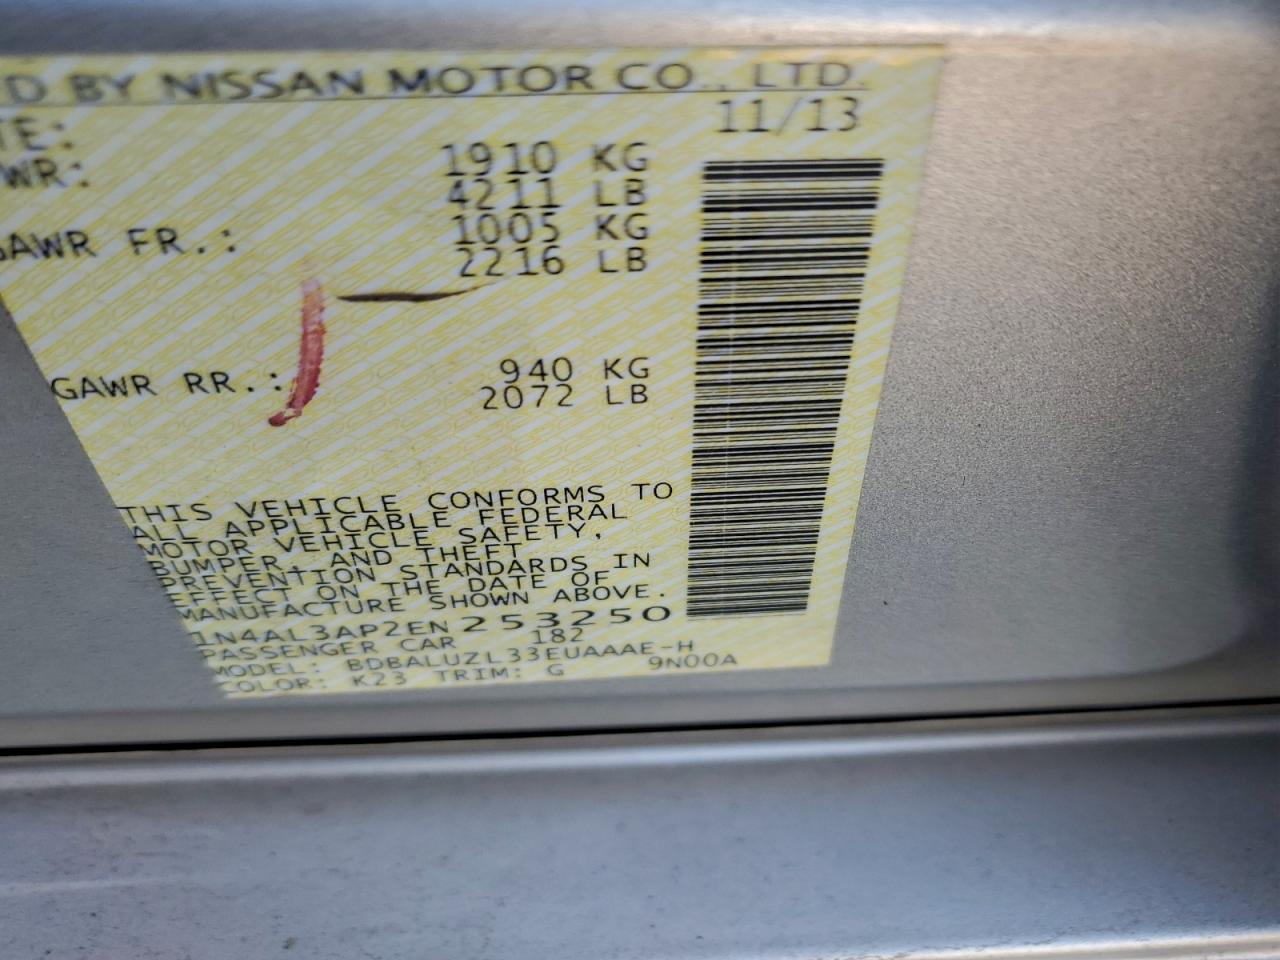 D BY NISSAN MOTOR CO., LTD.
TE: 11/13
WR: 1910 KG
4211 LB
GAWR FR.: 1005 KG
2216 LB
GAWR RR.: 940 KG
2072 LB
THIS VEHICLE CONFORMS TO
ALL APPLICABLE FEDERAL
MOTOR VEHICLE SAFETY,
BUMPER, AND THEFT
PREVENTION STANDARDS IN
EFFECT ON THE DATE OF
MANUFACTURE SHOWN ABOVE.
1N4AL3AP2EN253250
PASSENGER CAR 182
MODEL: BDBALUZL33EUAAAE-H
COLOR: K23 TRIM: G 9N00A